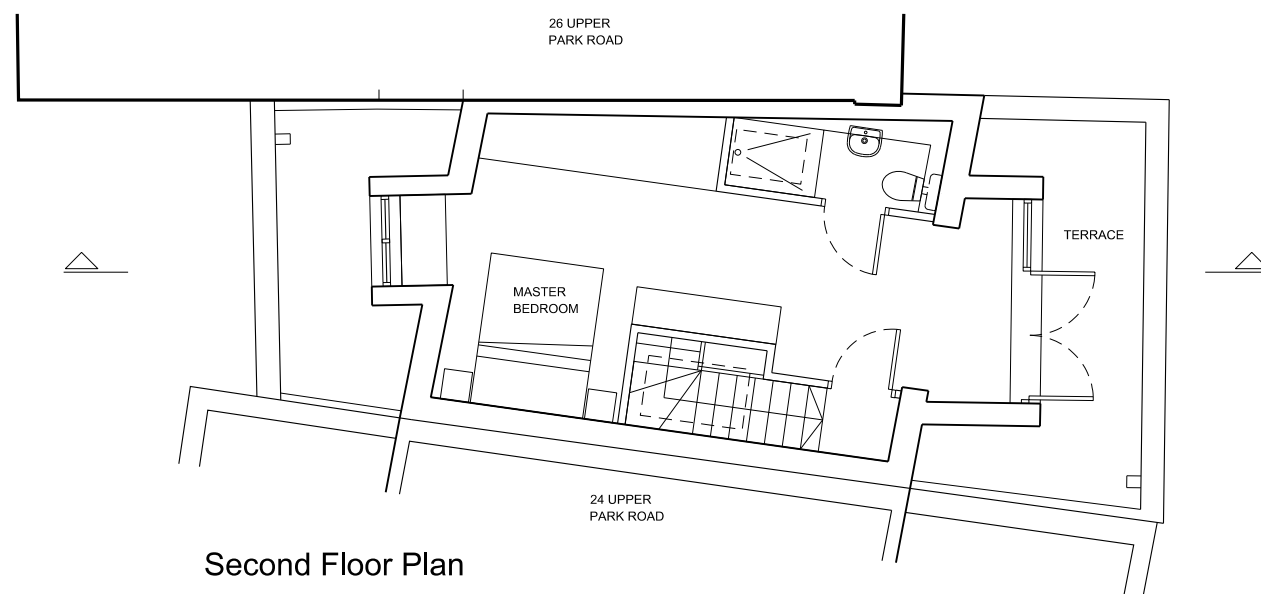 26 UPPER
PARK ROAD
TERRACE
MASTER
BEDROOM
24 UPPER
PARK ROAD
Second Floor Plan